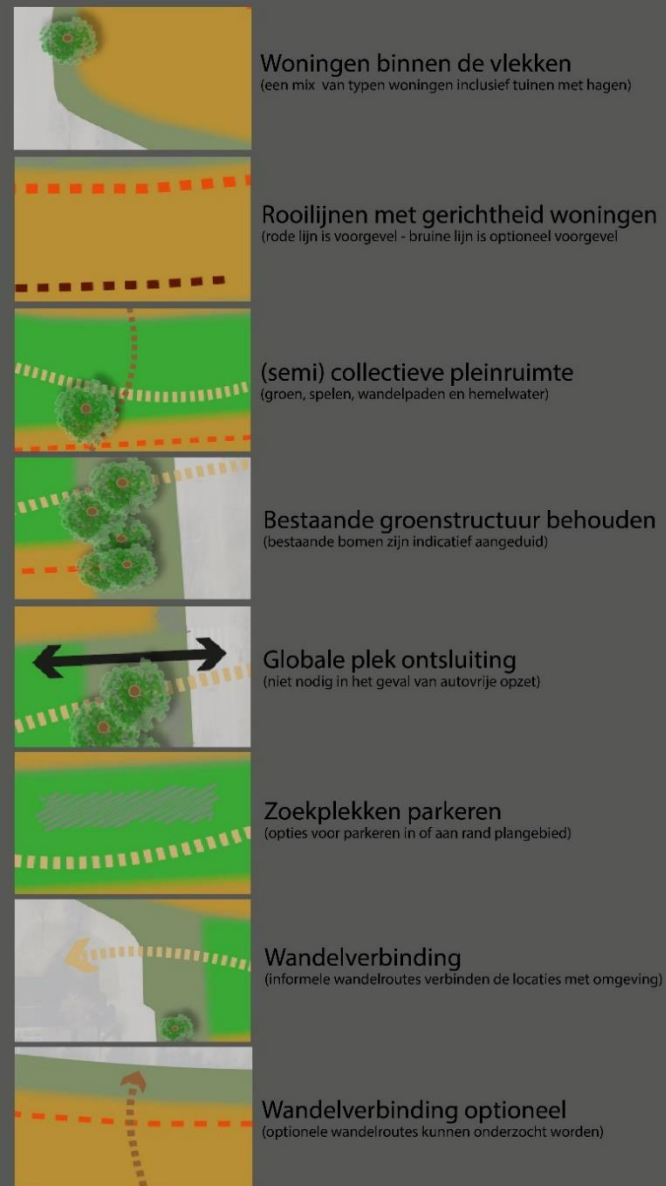 Woningen binnen de vlekken
(een mix van typen woningen inclusief tuinen met hagen)
Rooilijnen met gerichtheid woningen
(rode lijn is voorgevel - bruine lijn is optioneel voorgevel
(semi) collectieve pleinruimte
(groen, spelen, wandelpaden en hemelwater)
Bestaande groenstructuur behouden
(bestaande bomen zijn indicatief aangeduid)
Globale plek ontsluiting
(niet nodig in het geval van autovrije opzet)
Zoekplekken parkeren
(opties voor parkeren in of aan rand plangebied)
Wandelverbinding
(informele wandelroutes verbinden de locaties met omgeving)
Wandelverbinding optioneel
(optionele wandelroutes kunnen onderzocht worden)